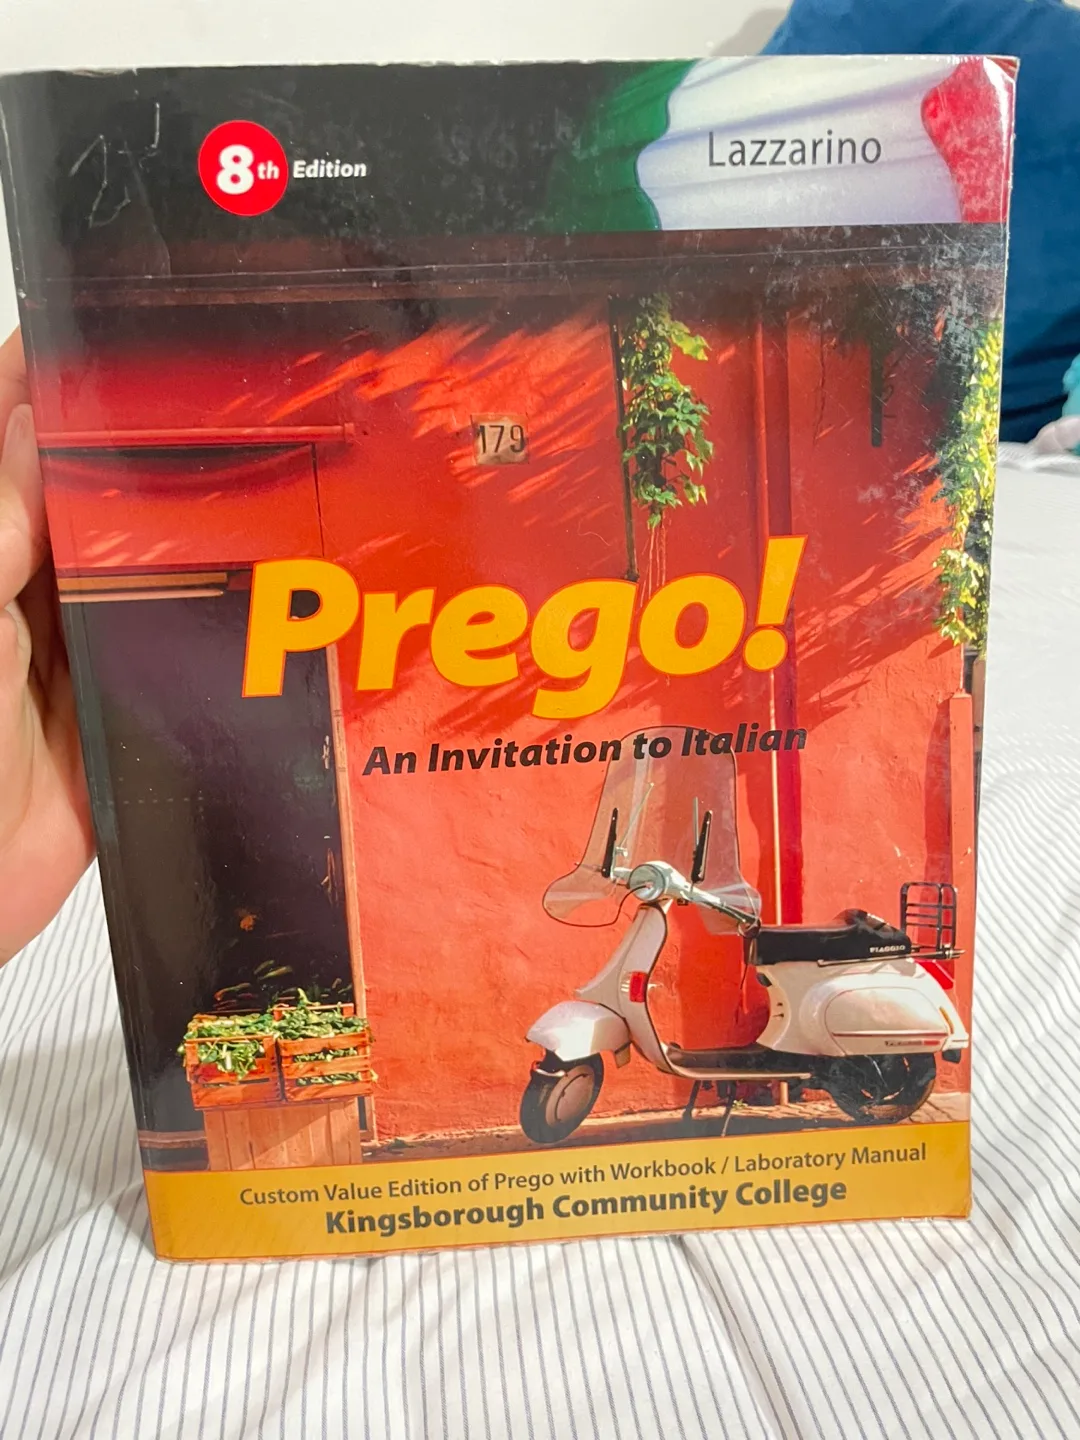 8th Edition
Lazzarino
179
Prego!
An Invitation to Italian
PIAGGIO
Custom Value Edition of Prego with Workbook / Laboratory Manual
Kingsborough Community College